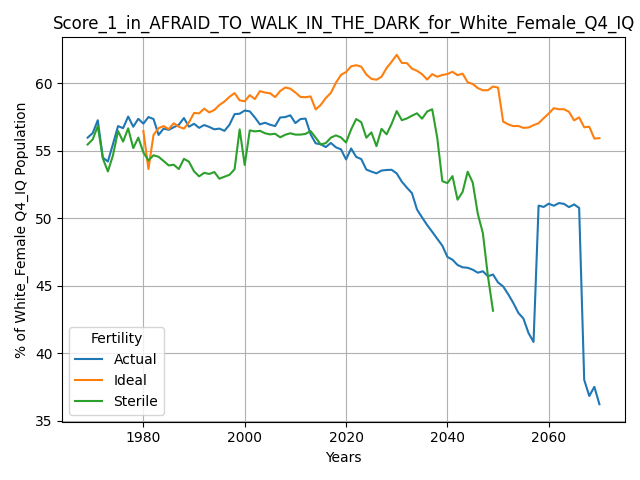 Score_1_in_AFRAID_TO_WALK_IN_THE_DARK_for_White_Female_Q4_IQ
% of White_Female Q4_IQ Population
60
55
50
45
40
35
Fertility
Actual
Ideal
Sterile
1980 2000 2020 2040 2060
Years